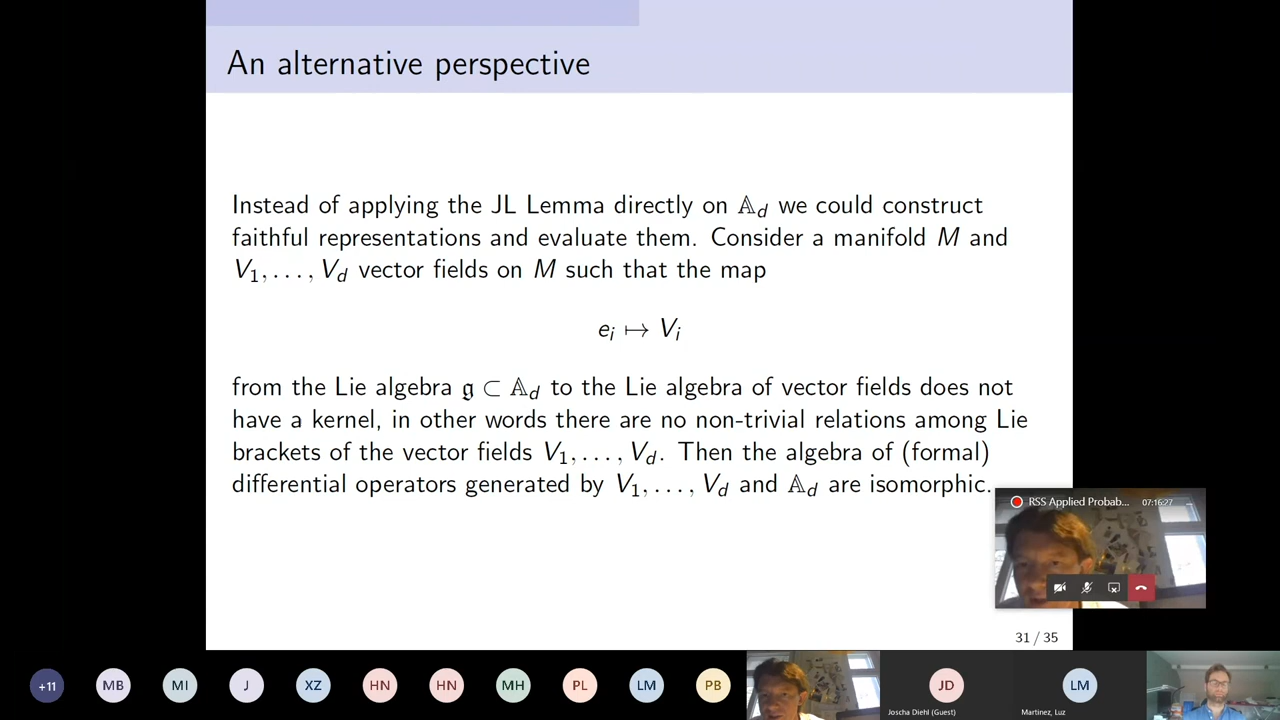 An alternative perspective
Instead of applying the JL Lemma directly on 𝔸_d we could construct
faithful representations and evaluate them. Consider a manifold M and
V_1, ..., V_d vector fields on M such that the map
e_i ↦ V_i
from the Lie algebra 𝔤 ⊂ 𝔸_d to the Lie algebra of vector fields does not
have a kernel, in other words there are no non-trivial relations among Lie
brackets of the vector fields V_1, ..., V_d. Then the algebra of (formal)
differential operators generated by V_1, ..., V_d and 𝔸_d are isomorphic.
RSS Applied Probab... 07:16:27
31 / 35
+11 MB MI J XZ HN HN MH PL LM PB JD LM
Joscha Diehl (Guest) Martinez, Luz